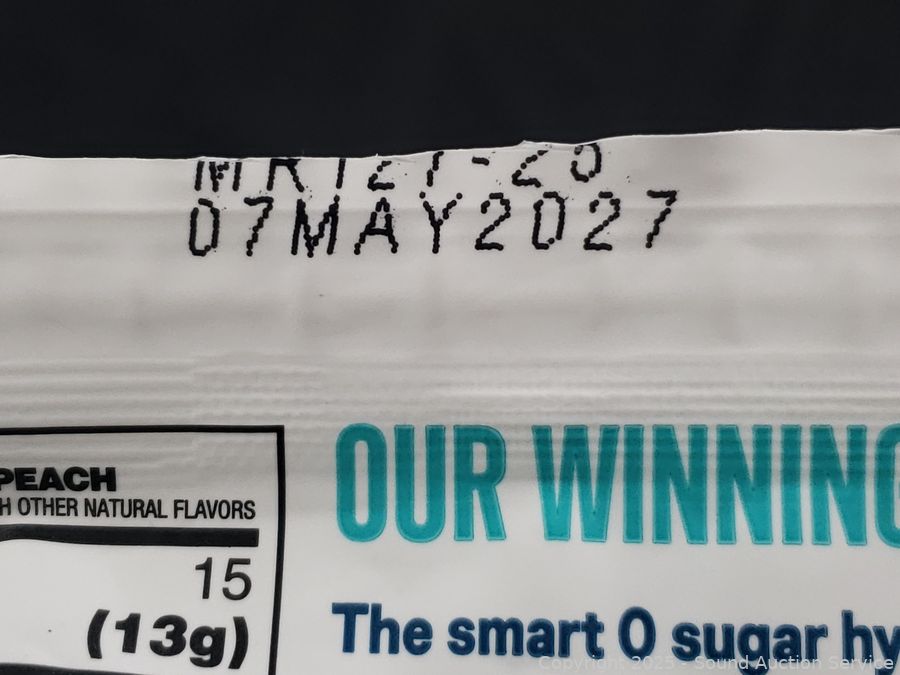 07MAY2027
PEACH
OTHER NATURAL FLAVORS
15
(13g)
OUR WINNING
The smart 0 sugar
Copyright 2025 - Sound Auction Service